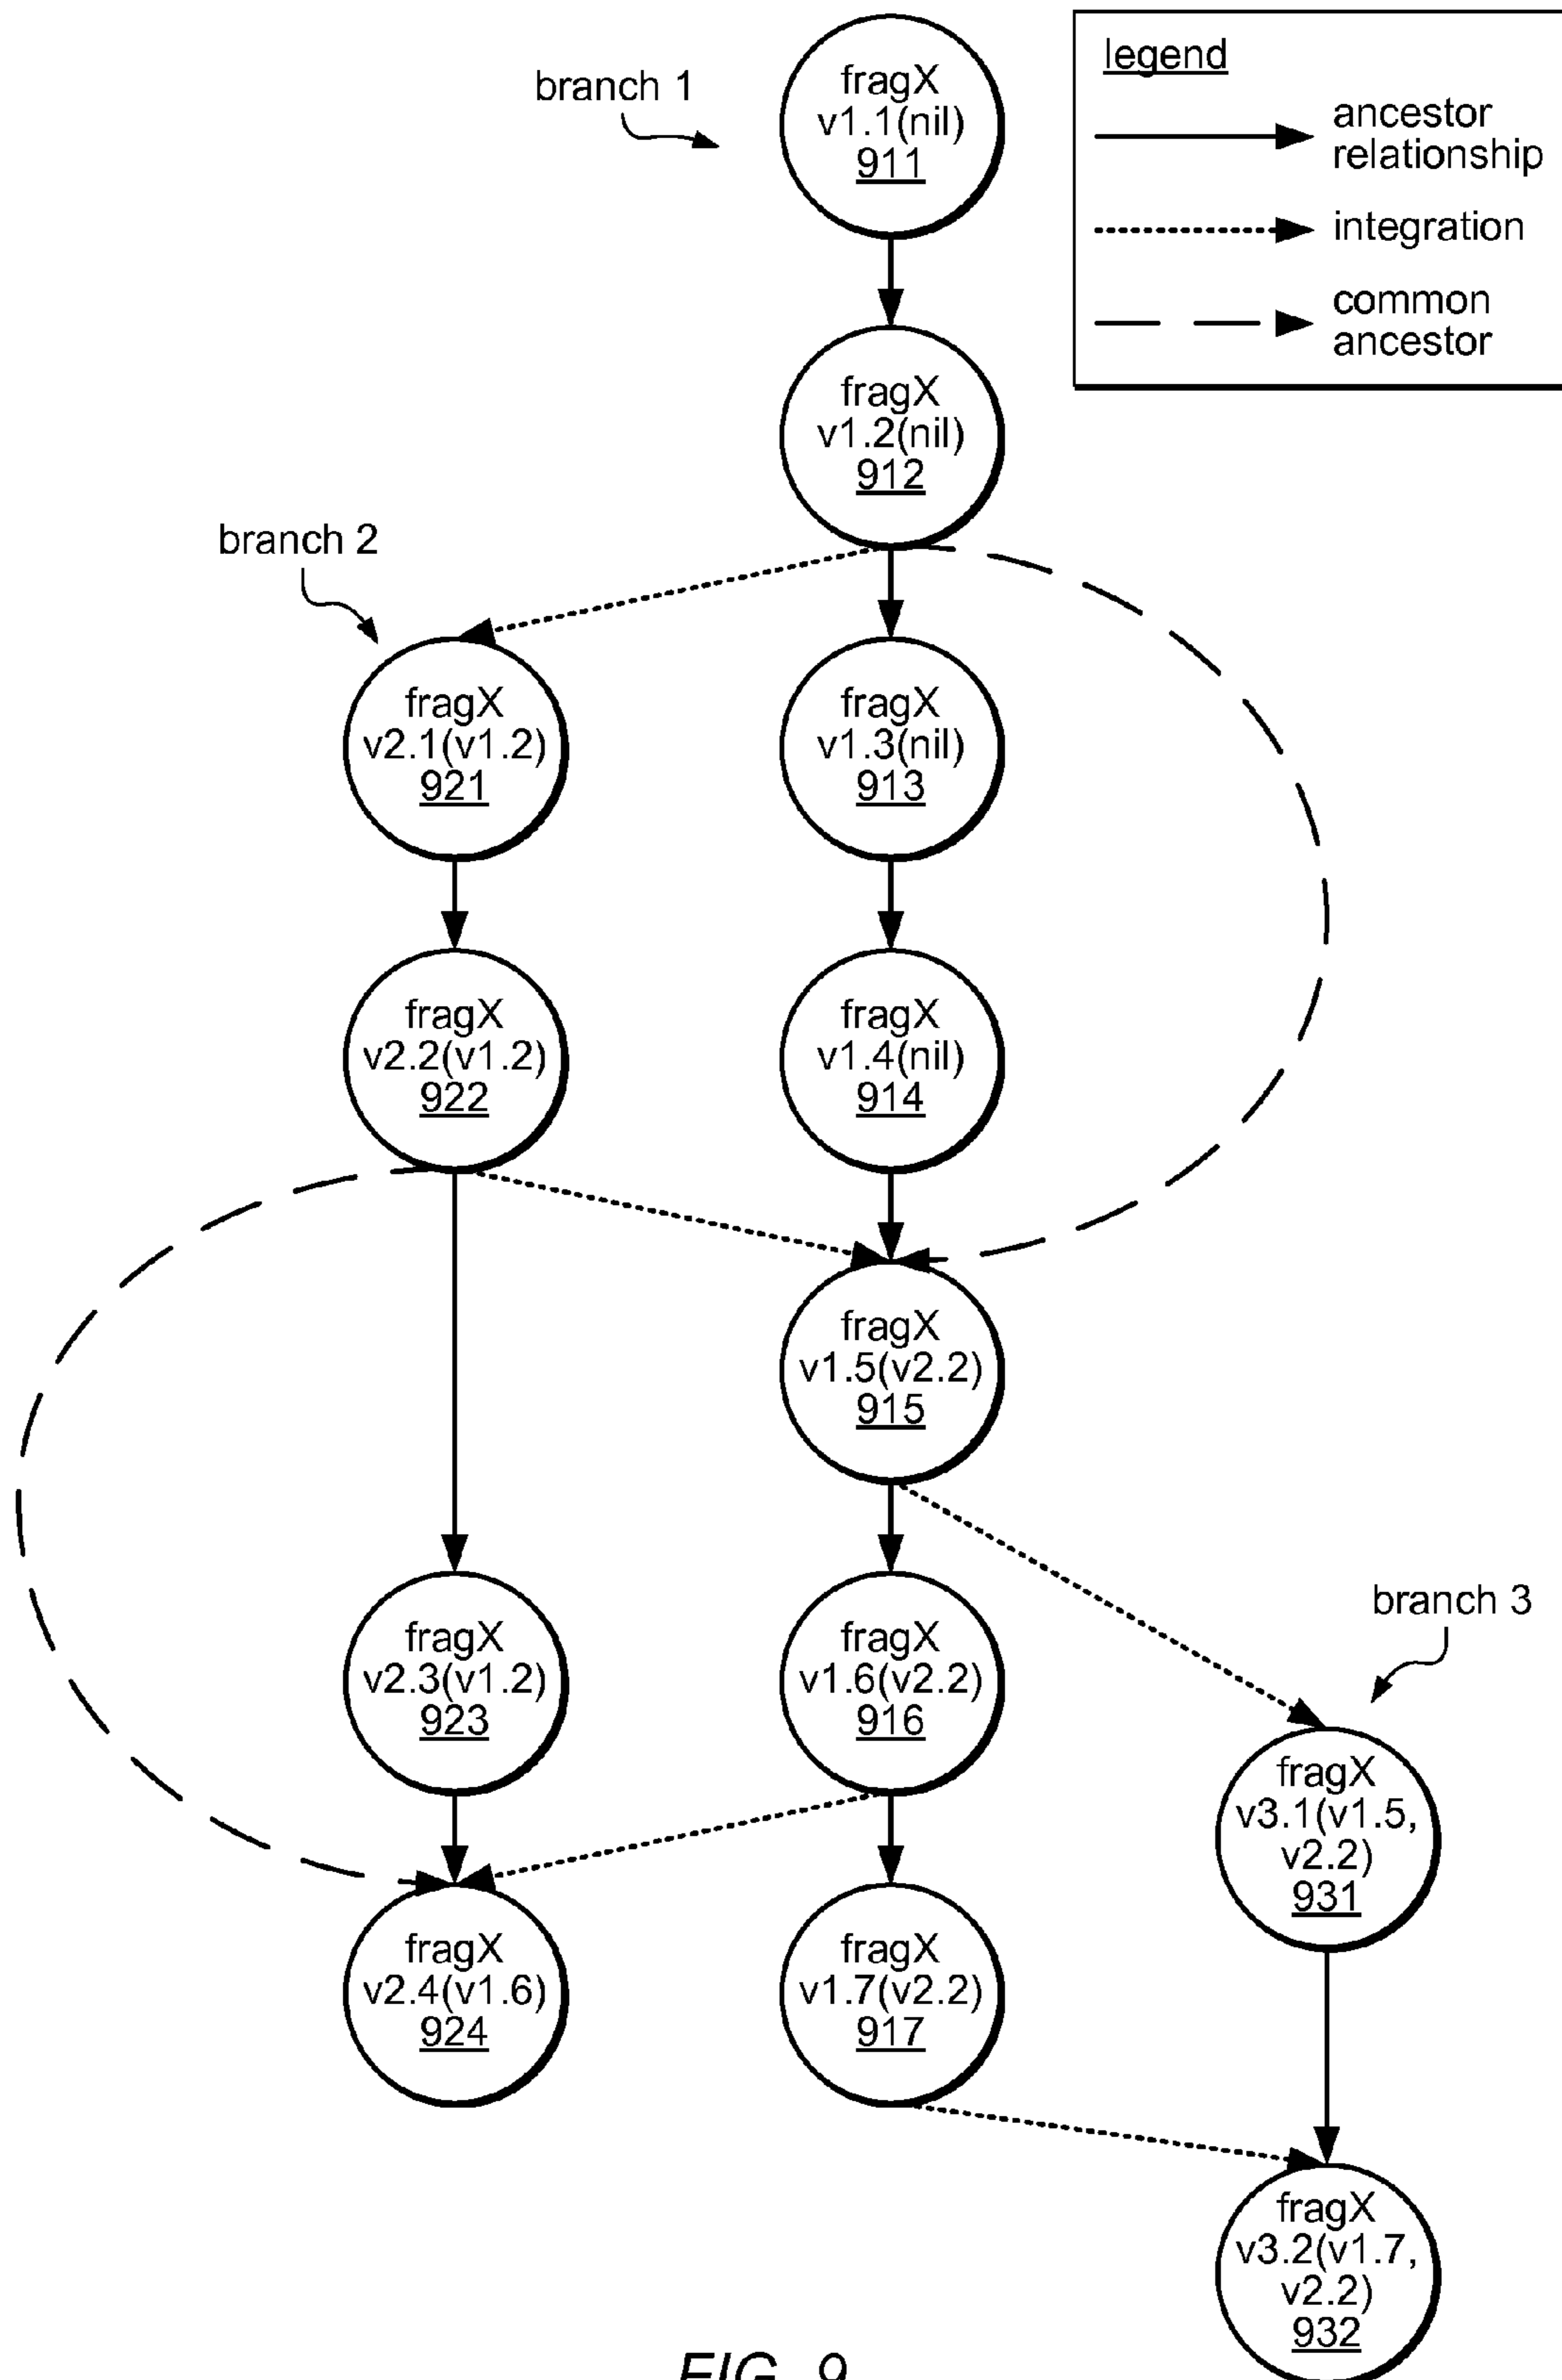 branch 1
fragX
v1.1(nil)
911
legend
ancestor
relationship
integration
common
ancestor
fragX
v1.2(nil)
912
branch 2
fragX
v2.1(v1.2)
921
fragX
v1.3(nil)
913
fragX
v2.2(v1.2)
922
fragX
v1.4(nil)
914
fragX
v1.5(v2.2)
915
branch 3
fragX
v2.3(v1.2)
923
fragX
v1.6(v2.2)
916
fragX
v3.1(v1.5,
v2.2)
931
fragX
v2.4(v1.6)
924
fragX
v1.7(v2.2)
917
fragX
v3.2(v1.7,
v2.2)
932
FIG. 9